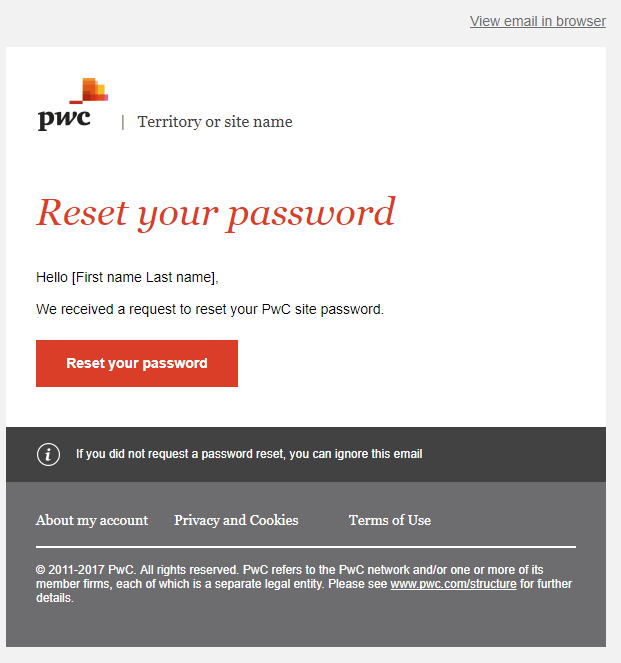 View email in browser
pwc | Territory or site name
Reset your password
Hello [First name Last name],
We received a request to reset your PwC site password.
Reset your password
i If you did not request a password reset, you can ignore this email
About my account Privacy and Cookies Terms of Use
© 2011-2017 PwC. All rights reserved. PwC refers to the PwC network and/or one or more of its
member firms, each of which is a separate legal entity. Please see www.pwc.com/structure for further
details.